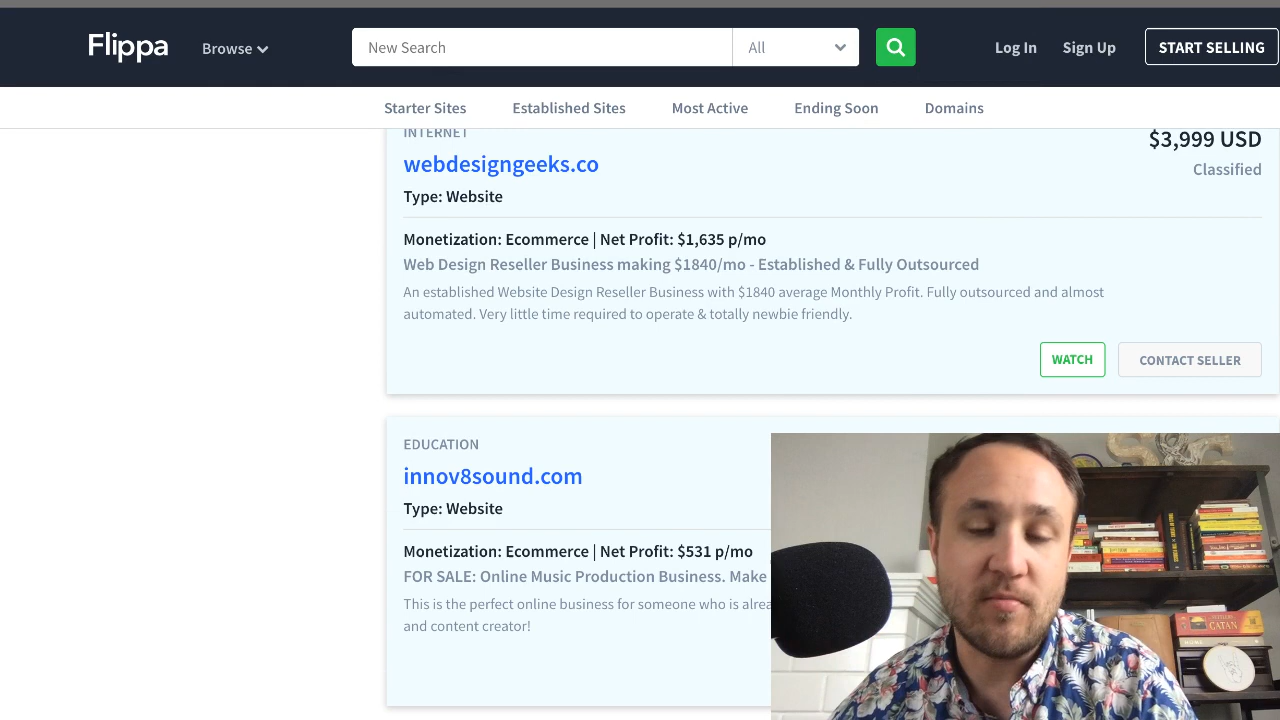 Flippa
Browse
New Search
All
Log In
Sign Up
START SELLING
Starter Sites
Established Sites
Most Active
Ending Soon
Domains
INTERNET
$3,999 USD
webdesigngeeks.co
Classified
Type: Website
Monetization: Ecommerce | Net Profit: $1,635 p/mo
Web Design Reseller Business making $1840/mo - Established & Fully Outsourced
An established Website Design Reseller Business with $1840 average Monthly Profit. Fully outsourced and almost
automated. Very little time required to operate & totally newbie friendly.
WATCH
CONTACT SELLER
EDUCATION
innov8sound.com
Type: Website
Monetization: Ecommerce | Net Profit: $531 p/mo
FOR SALE: Online Music Production Business. Make
This is the perfect online business for someone who is
and content creator!
CATAN